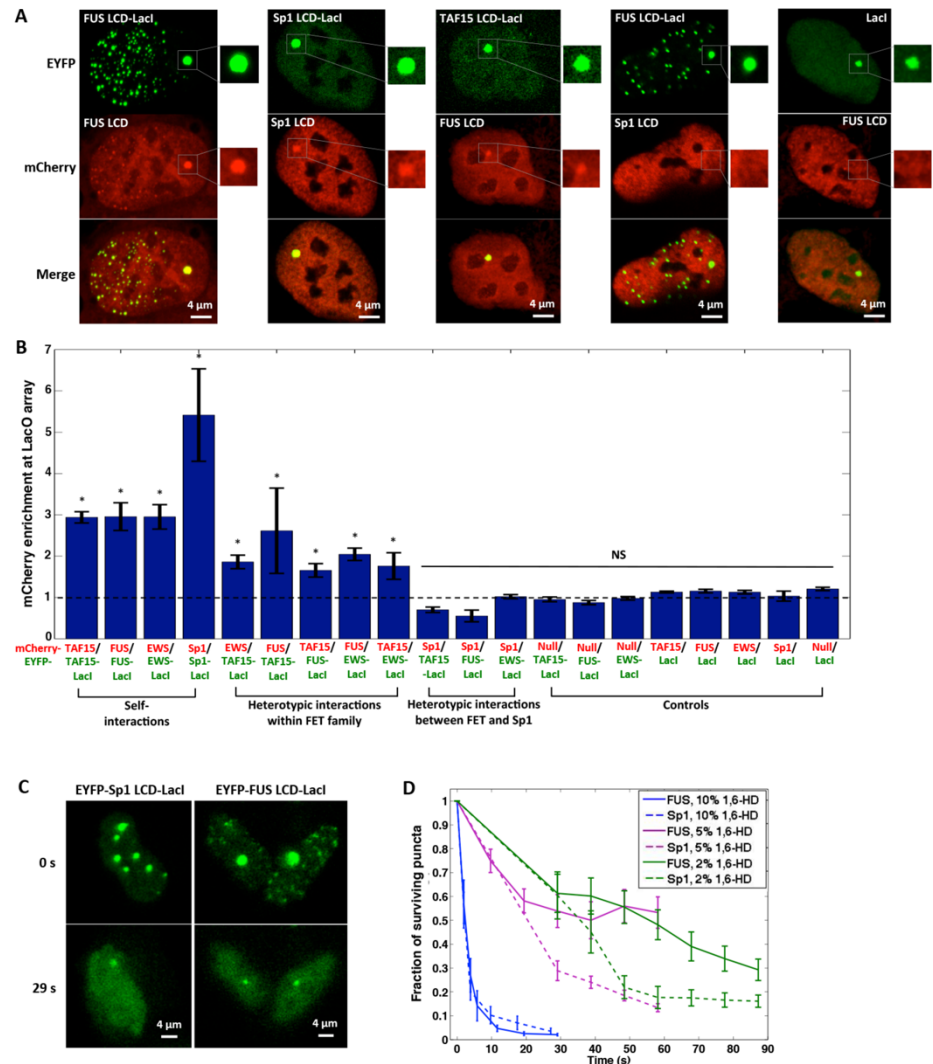 A
FUS LCD-LacI
Sp1 LCD-LacI
TAF15 LCD-LacI
FUS LCD-LacI
LacI
EYFP
FUS LCD
Sp1 LCD
FUS LCD
Sp1 LCD
FUS LCD
mCherry
Merge
4 µm
4 µm
4 µm
4 µm
4 µm
B
mCherry enrichment at LacO array
7
6
5
4
3
2
1
0
* * * * * * * * *
NS
mCherry- TAF15/ FUS/ EWS/ Sp1/ EWS/ FUS/ TAF15/ FUS/ TAF15/ Sp1/ Sp1/ Sp1/ Null/ Null/ Null/ TAF15/ FUS/ EWS/ Sp1/ Null/
EYFP- TAF15- FUS- EWS- Sp1- TAF15- TAF15- FUS- EWS- EWS- TAF15 FUS- EWS- TAF15- FUS- EWS- LacI LacI LacI LacI LacI
LacI LacI LacI LacI LacI LacI LacI LacI LacI -LacI LacI LacI LacI LacI LacI
Self-
interactions
Heterotypic interactions
within FET family
Heterotypic interactions
between FET and Sp1
Controls
C
EYFP-Sp1 LCD-LacI
EYFP-FUS LCD-LacI
0 s
29 s
4 µm
4 µm
D
Fraction of surviving puncta
1
0.9
0.8
0.7
0.6
0.5
0.4
0.3
0.2
0.1
0
FUS, 10% 1,6-HD
Sp1, 10% 1,6-HD
FUS, 5% 1,6-HD
Sp1, 5% 1,6-HD
FUS, 2% 1,6-HD
Sp1, 2% 1,6-HD
0 10 20 30 40 50 60 70 80 90
Time (s)